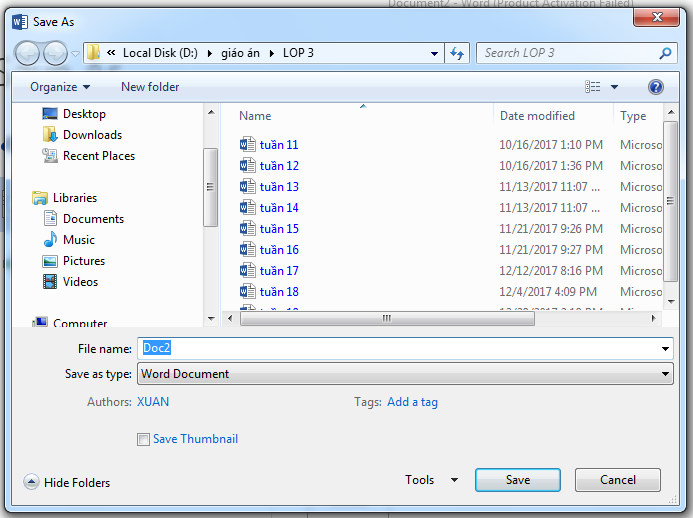 Document2 - Word (Product Activation Failed)
Save As
« Local Disk (D:) ▸ giáo án ▸ LOP 3
Search LOP 3
Organize ▾ New folder
Desktop
Downloads
Recent Places
Libraries
Documents
Music
Pictures
Videos
Computer
Name Date modified Type
tuần 11 10/16/2017 1:10 PM Microso
tuần 12 10/16/2017 1:36 PM Microso
tuần 13 11/13/2017 11:07 ... Microso
tuần 14 11/13/2017 11:07 ... Microso
tuần 15 11/21/2017 9:26 PM Microso
tuần 16 11/21/2017 9:27 PM Microso
tuần 17 12/12/2017 8:16 PM Microso
tuần 18 12/4/2017 4:09 PM Microso
File name: Doc2
Save as type: Word Document
Authors: XUAN Tags: Add a tag
Save Thumbnail
Hide Folders Tools Save Cancel